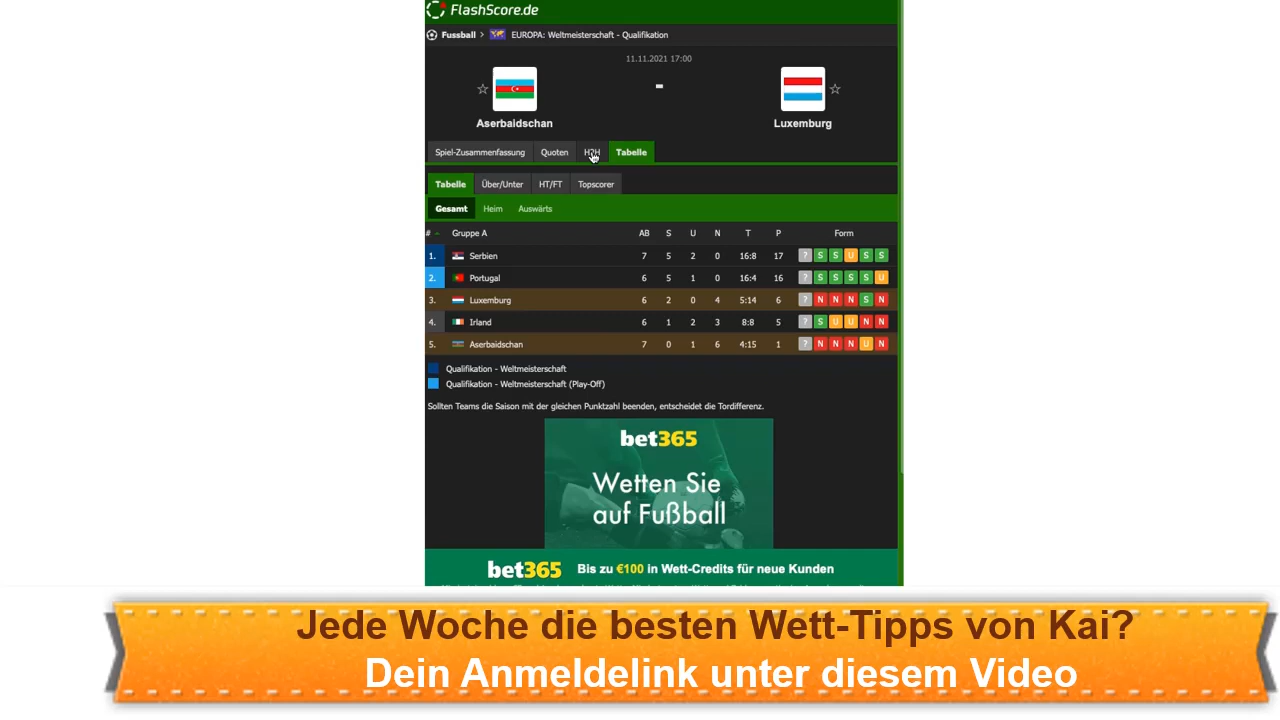 FlashScore.de
Fussball > EUROPA: Weltmeisterschaft - Qualifikation
11.11.2021 17:00
-
Aserbaidschan Luxemburg
Spiel-Zusammenfassung Quoten H2H Tabelle
Tabelle Über/Unter HT/FT Topscorer
Gesamt Heim Auswärts
# Gruppe A AB S U N T P Form
1. Serbien 7 5 2 0 16:8 17 ? S S U S S
2. Portugal 6 5 1 0 16:4 16 ? S S S S U
3. Luxemburg 6 2 0 4 5:14 6 ? N N N S N
4. Irland 6 1 2 3 8:8 5 ? S U U N N
5. Aserbaidschan 7 0 1 6 4:15 1 ? N N N U N
Qualifikation - Weltmeisterschaft
Qualifikation - Weltmeisterschaft (Play-Off)
Sollten Teams die Saison mit der gleichen Punktzahl beenden, entscheidet die Tordifferenz.
bet365
Wetten Sie
auf Fußball
bet365 Bis zu €100 in Wett-Credits für neue Kunden
Jede Woche die besten Wett-Tipps von Kai?
Dein Anmeldelink unter diesem Video